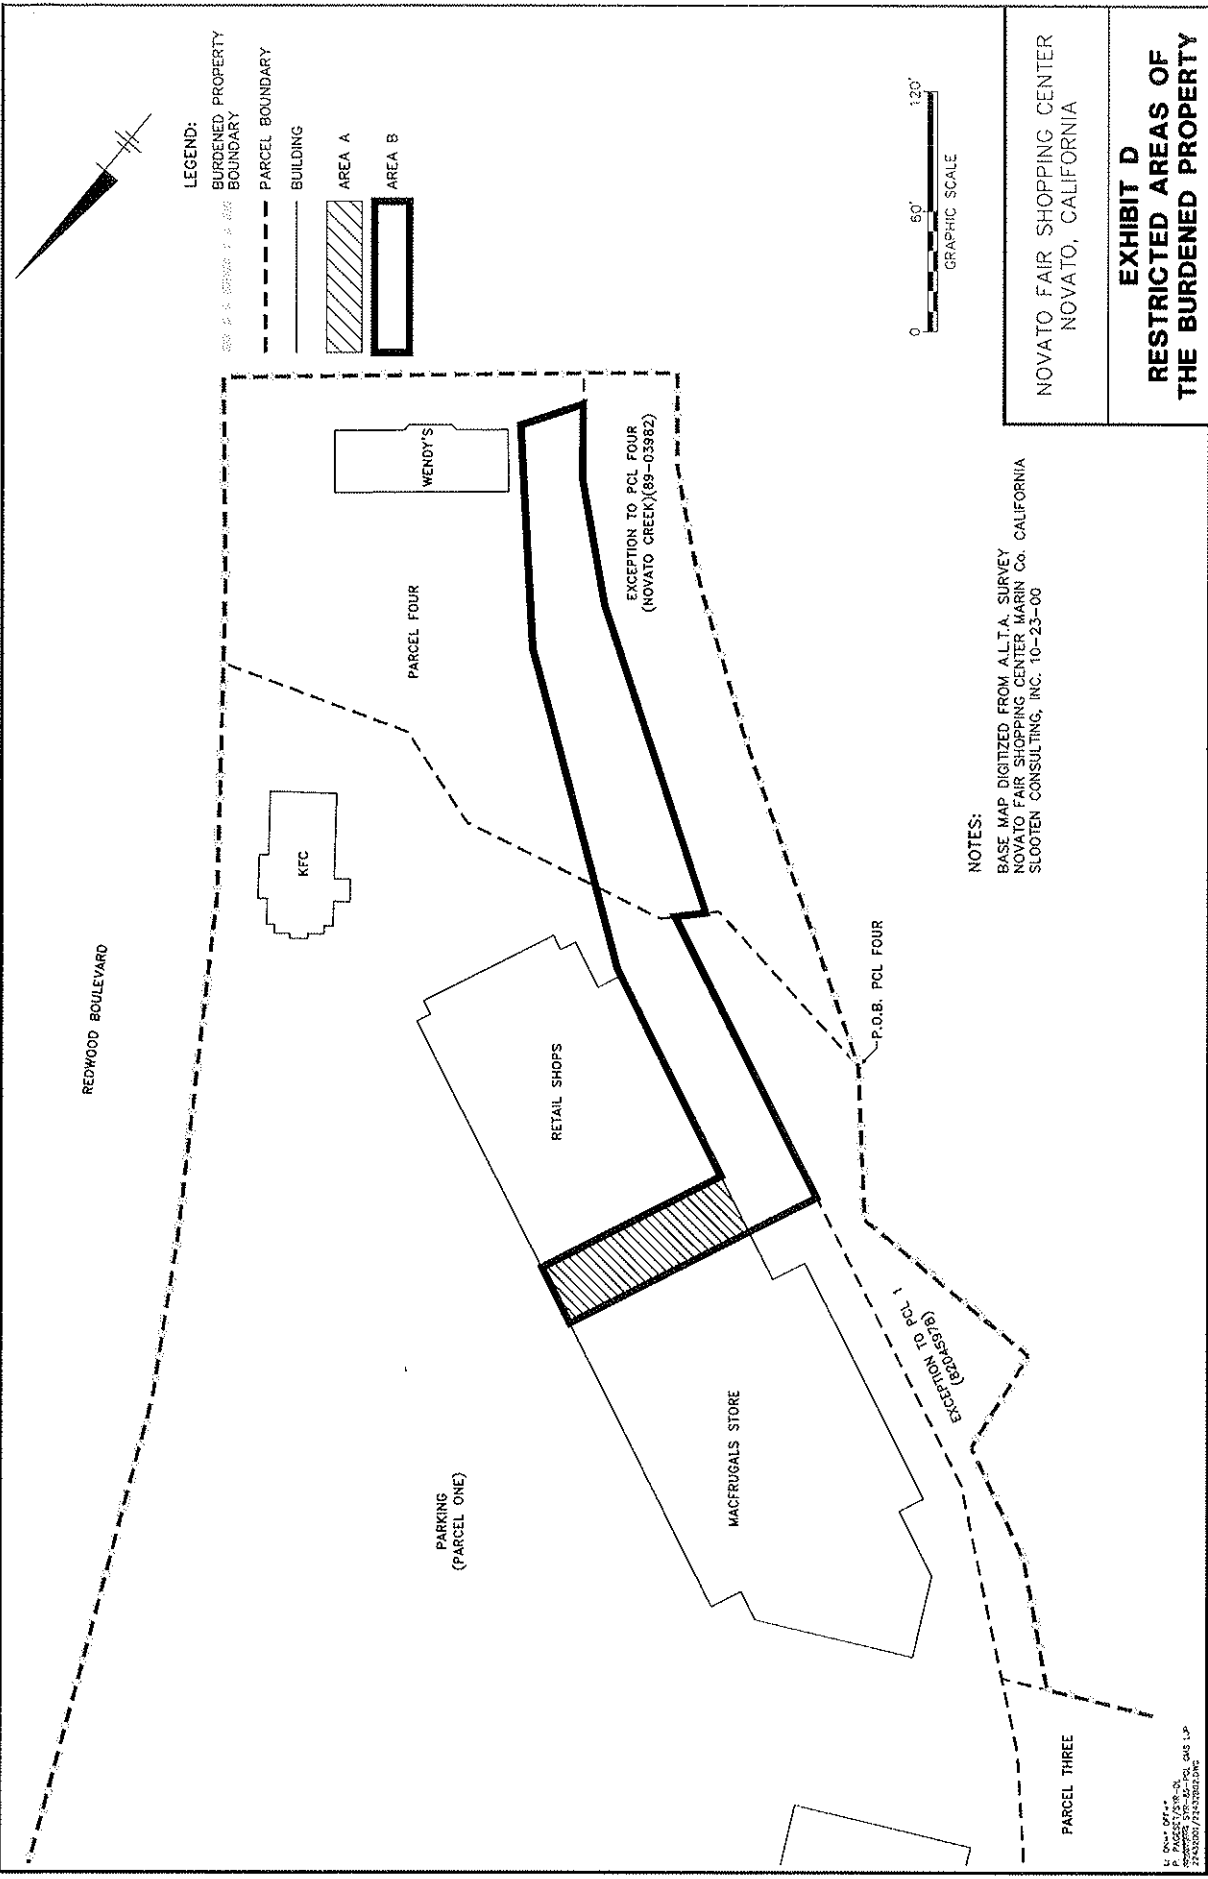 LEGEND:
BURDENED PROPERTY
BOUNDARY
PARCEL BOUNDARY
BUILDING
AREA A
AREA B
REDWOOD BOULEVARD
KFC
WENDY'S
PARCEL FOUR
EXCEPTION TO PCL FOUR
(NOVATO CREEK)(89-03982)
RETAIL SHOPS
P.O.B. PCL FOUR
EXCEPTION TO PCL 1
(82045978)
MACFRUGALS STORE
PARKING
(PARCEL ONE)
PARCEL THREE
NOTES:
BASE MAP DIGITIZED FROM A.L.T.A. SURVEY
NOVATO FAIR SHOPPING CENTER MARIN Co. CALIFORNIA
SLOOTEN CONSULTING, INC. 10-23-00
0 60' 120'
GRAPHIC SCALE
NOVATO FAIR SHOPPING CENTER
NOVATO, CALIFORNIA
EXHIBIT D
RESTRICTED AREAS OF
THE BURDENED PROPERTY